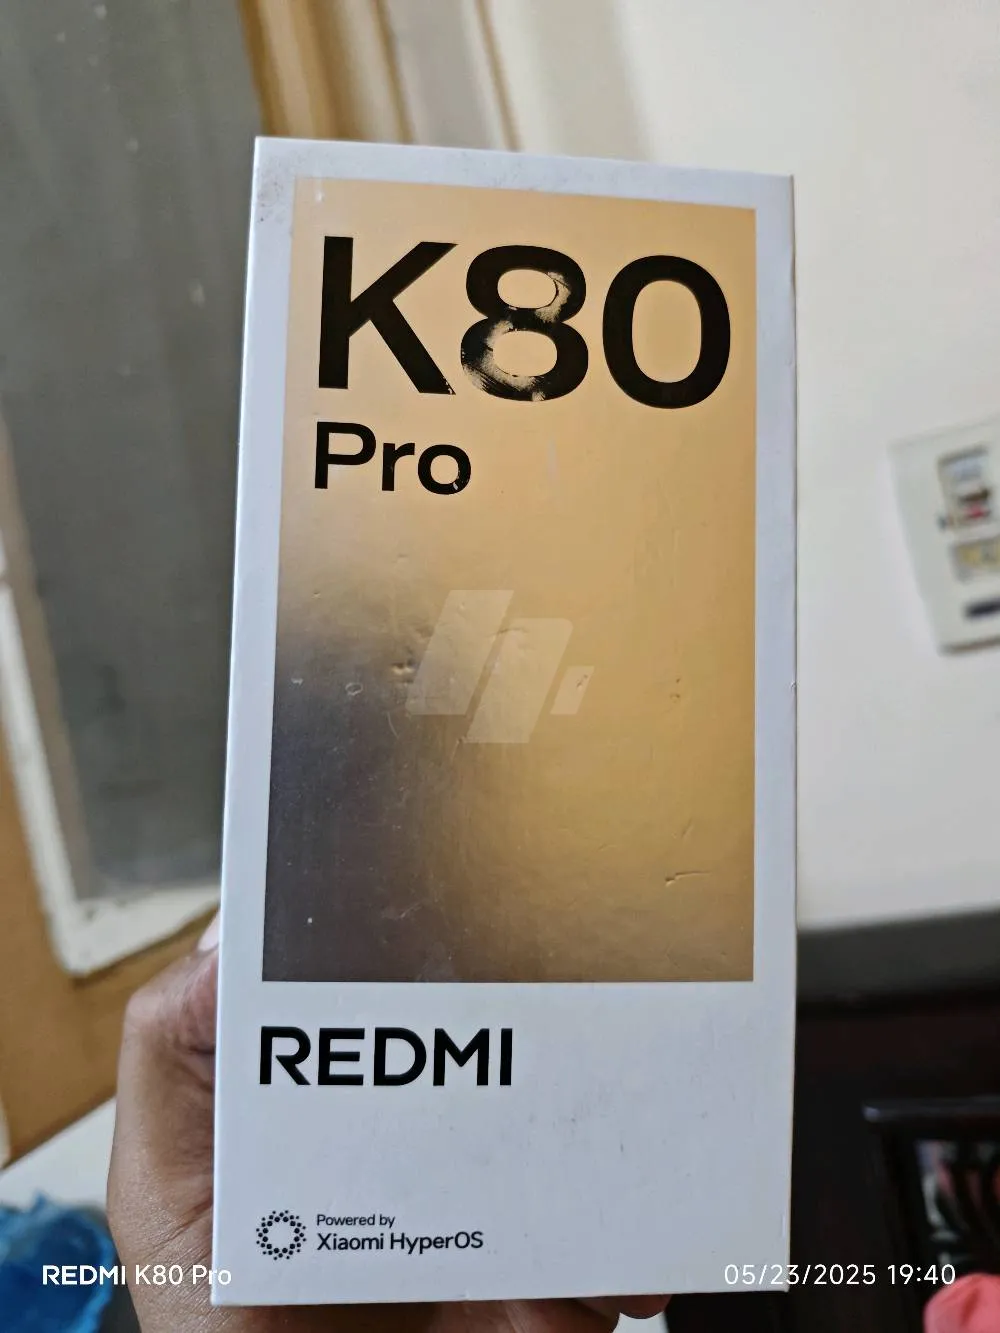 K80
Pro
REDMI
Powered by
Xiaomi HyperOS
REDMI K80 Pro
05/23/2025 19:40